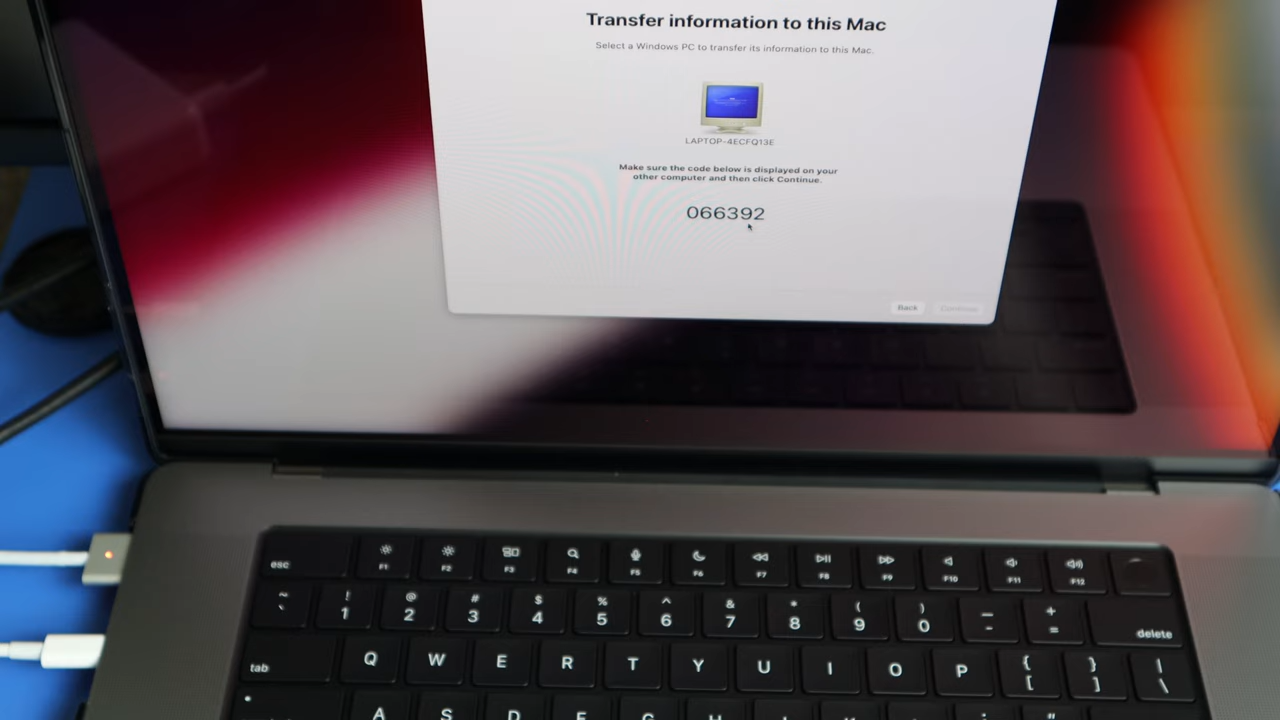 Transfer information to this Mac
Select a Windows PC to transfer its information to this Mac.
LAPTOP-4ECFQ13E
Make sure the code below is displayed on your
other computer and then click Continue.
066392
Back Continue
esc F1 F2 F3 F4 F5 F6 F7 F8 F9 F10 F11 F12
~ ! @ # $ % ^ & * ( ) _ +
` 1 2 3 4 5 6 7 8 9 0 - = delete
tab Q W E R T Y U I O P { [ } ] | \
A S D F G H J K L : "